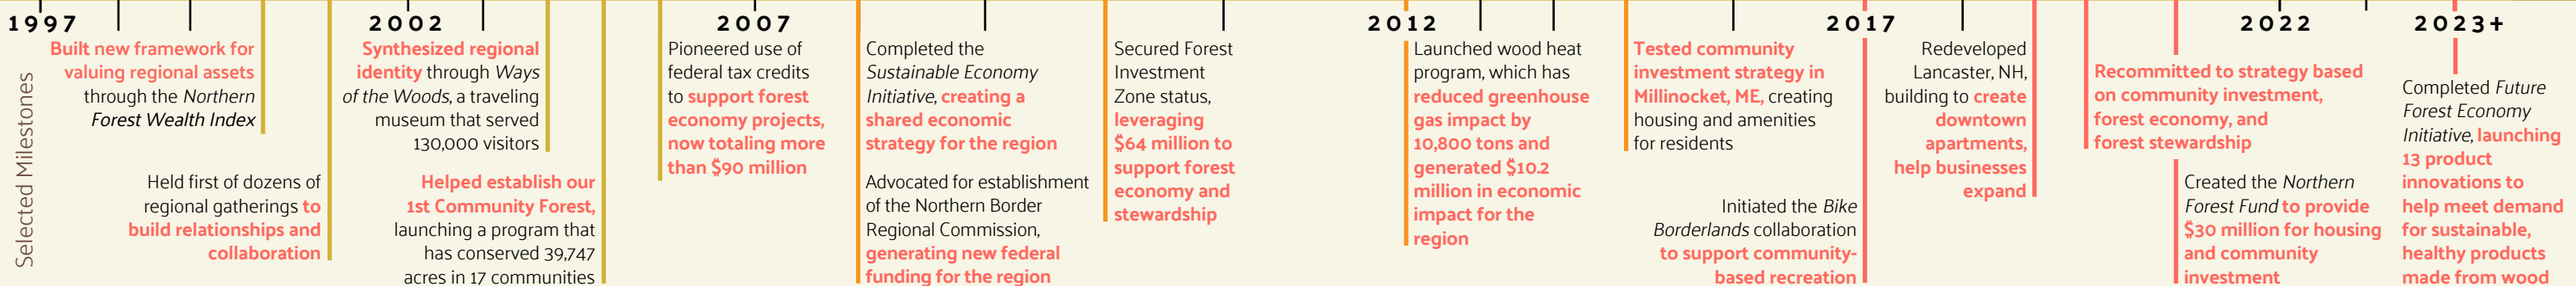 1997
2002
2007
2012
2017
2022
2023+
Selected Milestones
Built new framework for
valuing regional assets
through the Northern
Forest Wealth Index
Held first of dozens of
regional gatherings to
build relationships and
collaboration
Synthesized regional
identity through Ways
of the Woods, a traveling
museum that served
130,000 visitors
Helped establish our
1st Community Forest,
launching a program that
has conserved 39,747
acres in 17 communities
Pioneered use of
federal tax credits
to support forest
economy projects,
now totaling more
than $90 million
Completed the
Sustainable Economy
Initiative, creating a
shared economic
strategy for the region
Advocated for establishment
of the Northern Border
Regional Commission,
generating new federal
funding for the region
Secured Forest
Investment
Zone status,
leveraging
$64 million to
support forest
economy and
stewardship
Launched wood heat
program, which has
reduced greenhouse
gas impact by
10,800 tons and
generated $10.2
million in economic
impact for the
region
Tested community
investment strategy in
Millinocket, ME, creating
housing and amenities
for residents
Initiated the Bike
Borderlands collaboration
to support community-
based recreation
Redeveloped
Lancaster, NH,
building to create
downtown
apartments,
help businesses
expand
Recommitted to strategy based
on community investment,
forest economy, and
forest stewardship
Created the Northern
Forest Fund to provide
$30 million for housing
and community
investment
Completed Future
Forest Economy
Initiative, launching
13 product
innovations to
help meet demand
for sustainable,
healthy products
made from wood